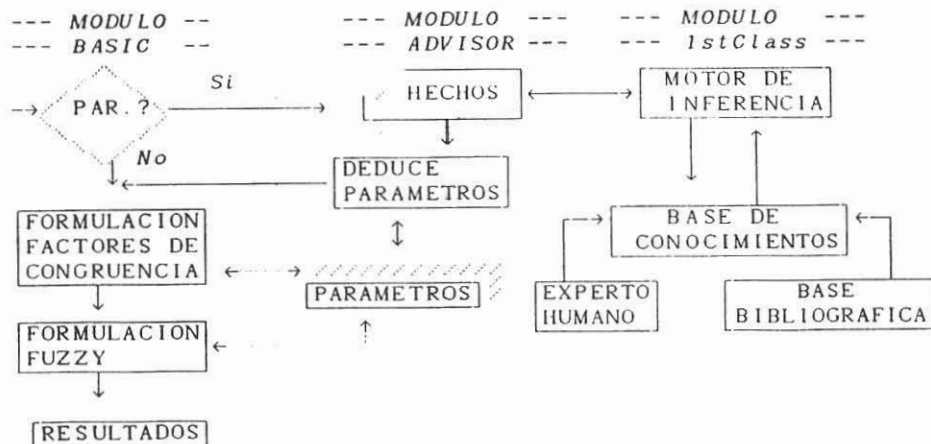 --- MODULO --- --- MODULO --- --- MODULO ---
--- BASIC -- --- ADVISOR --- --- 1stClass ---
PAR.?
Si
HECHOS
MOTOR DE
INFERENCIA
No
DEDUCE
PARAMETROS
FORMULACION
FACTORES DE
CONGRUENCIA
BASE DE
CONOCIMIENTOS
PARAMETROS
EXPERTO
HUMANO
BASE
BIBLIOGRAFICA
FORMULACION
FUZZY
RESULTADOS